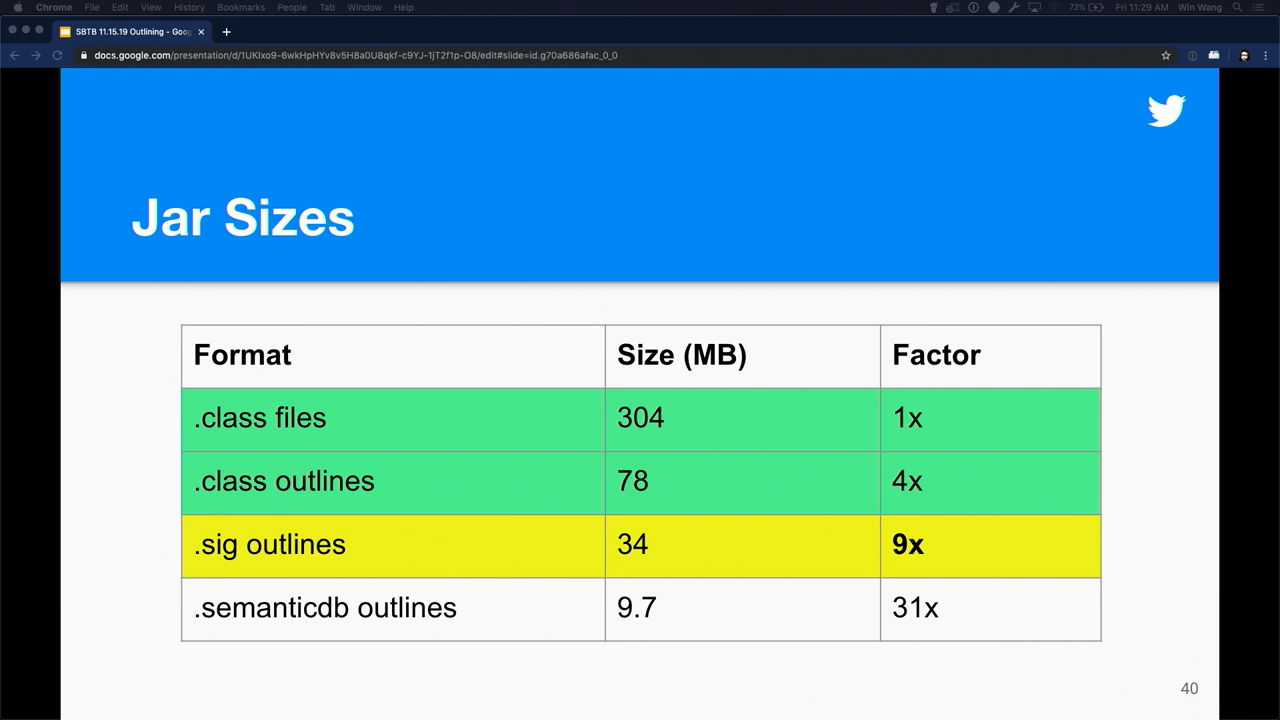 Chrome File Edit View History Bookmarks People Tab Window Help 73% Fri 11:29 AM Win Wang
SBTB 11.15.19 Outlining - Goog
docs.google.com/presentation/d/1UKIxo9-6wkHpHYv8v5H8a0U8qkf-c9YJ-1jT2f1p-O8/edit#slide=id.g70a686afac_0_0
Jar Sizes
Format Size (MB) Factor
.class files 304 1x
.class outlines 78 4x
.sig outlines 34 9x
.semanticdb outlines 9.7 31x
40